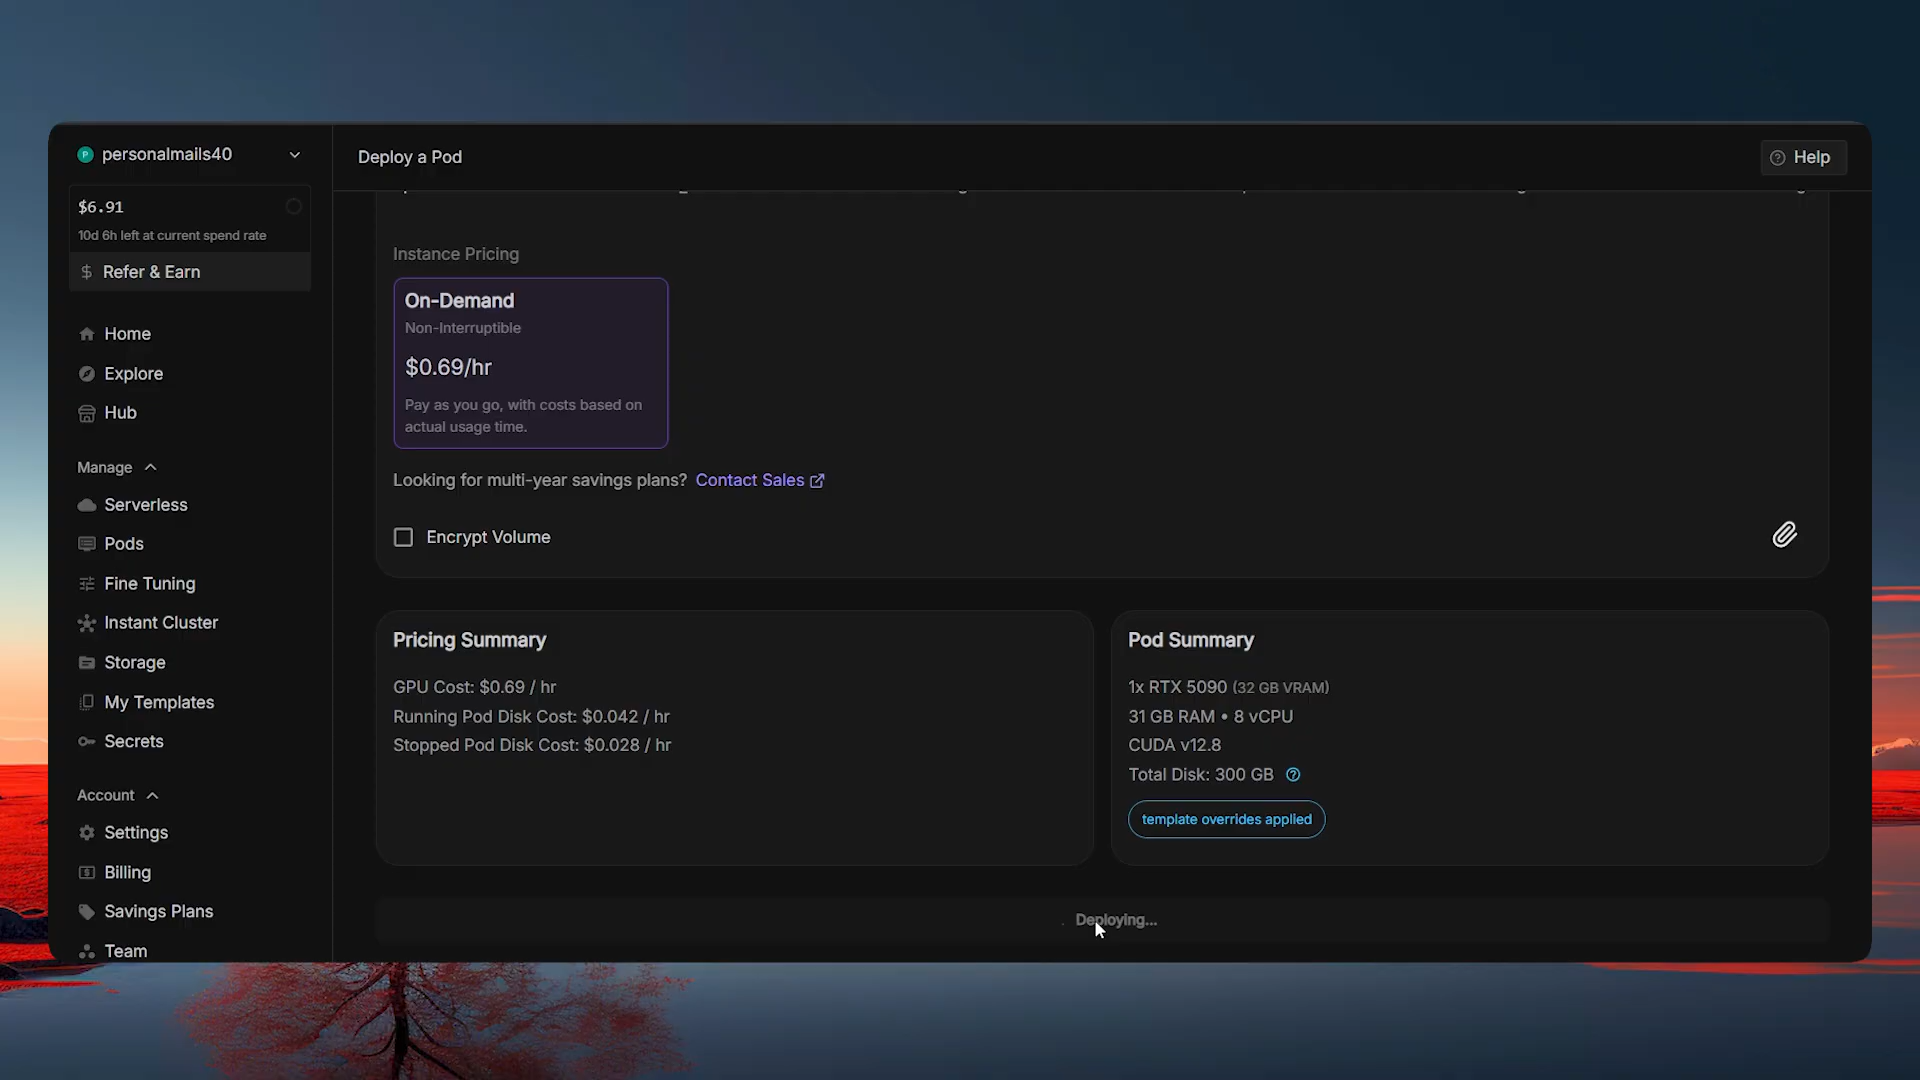 P personalmails40
$6.91
10d 6h left at current spend rate
Refer & Earn
Home
Explore
Hub
Manage
Serverless
Pods
Fine Tuning
Instant Cluster
Storage
My Templates
Secrets
Account
Settings
Billing
Savings Plans
Team
Deploy a Pod
Help
Instance Pricing
On-Demand
Non-Interruptible
$0.69/hr
Pay as you go, with costs based on
actual usage time.
Looking for multi-year savings plans? Contact Sales
Encrypt Volume
Pricing Summary
GPU Cost: $0.69 / hr
Running Pod Disk Cost: $0.042 / hr
Stopped Pod Disk Cost: $0.028 / hr
Pod Summary
1x RTX 5090 (32 GB VRAM)
31 GB RAM • 8 vCPU
CUDA v12.8
Total Disk: 300 GB
template overrides applied
Deploying...